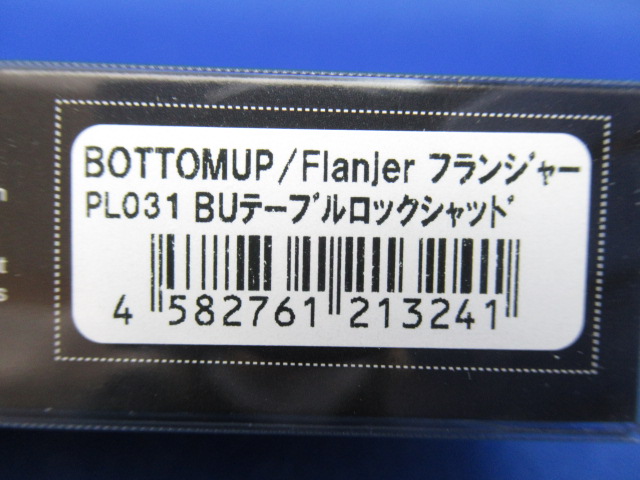 BOTTOMUP/Flanjer フランジャー
PL031 BUテーブルロックシャッド
4 582761 213241
n
t
s